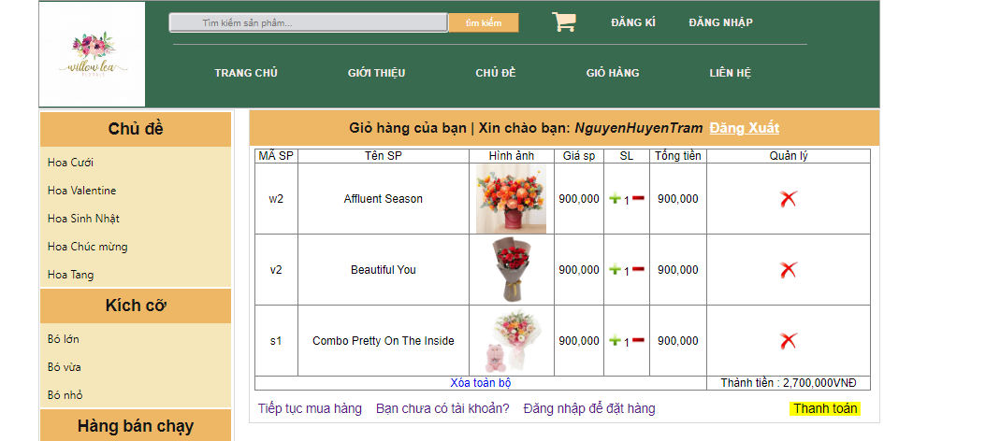 Tìm kiếm sản phẩm... tìm kiếm ĐĂNG KÍ ĐĂNG NHẬP
willow lea
FLORALS
TRANG CHỦ GIỚI THIỆU CHỦ ĐỀ GIỎ HÀNG LIÊN HỆ
Chủ đề
Hoa Cưới
Hoa Valentine
Hoa Sinh Nhật
Hoa Chúc mừng
Hoa Tang
Kích cỡ
Bó lớn
Bó vừa
Bó nhỏ
Hàng bán chạy
Giỏ hàng của bạn | Xin chào bạn: NguyenHuyenTram Đăng Xuất
MÃ SP Tên SP Hình ảnh Giá sp SL Tổng tiền Quản lý
w2 Affluent Season 900,000 1 900,000
v2 Beautiful You 900,000 1 900,000
s1 Combo Pretty On The Inside 900,000 1 900,000
Xóa toàn bộ Thành tiền : 2,700,000VNĐ
Tiếp tục mua hàng Bạn chưa có tài khoản? Đăng nhập để đặt hàng Thanh toán